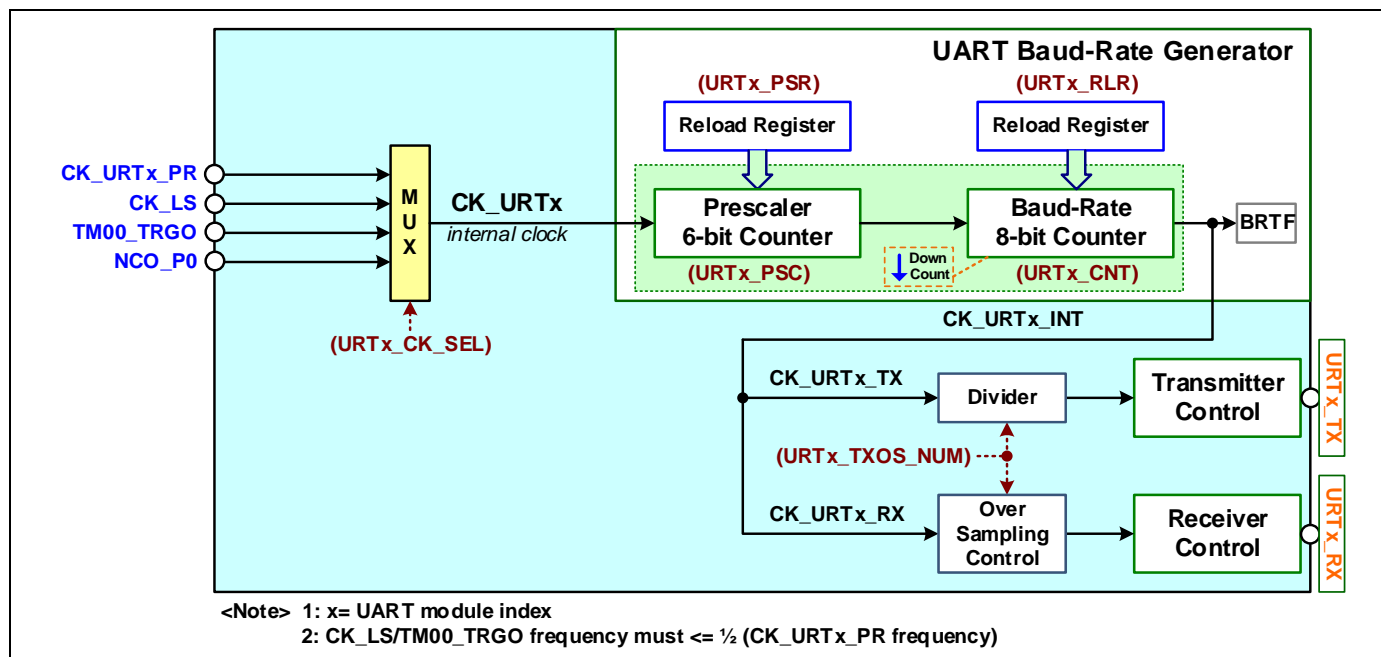 UART Baud-Rate Generator
(URTx_PSR)
(URTx_RLR)
Reload Register
Reload Register
CK_URTx_PR
CK_LS
TM00_TRGO
NCO_P0
M
U
X
CK_URTx
internal clock
Prescaler
6-bit Counter
Baud-Rate
8-bit Counter
BRTF
(URTx_PSC)
Down
Count
(URTx_CNT)
(URTx_CK_SEL)
CK_URTx_INT
CK_URTx_TX
Divider
Transmitter
Control
URTx_TX
(URTx_TXOS_NUM)
CK_URTx_RX
Over
Sampling
Control
Receiver
Control
URTx_RX
<Note> 1: x= UART module index
2: CK_LS/TM00_TRGO frequency must <= ½ (CK_URTx_PR frequency)